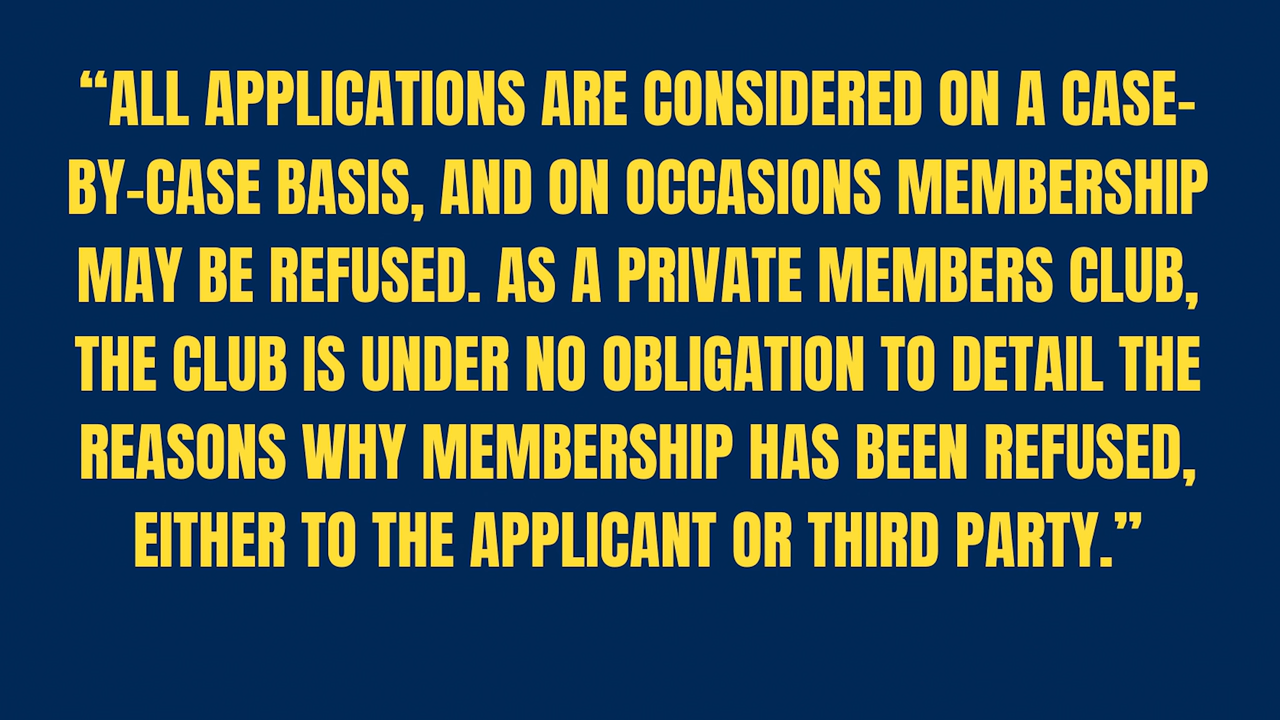 “ALL APPLICATIONS ARE CONSIDERED ON A CASE-
BY-CASE BASIS, AND ON OCCASIONS MEMBERSHIP
MAY BE REFUSED. AS A PRIVATE MEMBERS CLUB,
THE CLUB IS UNDER NO OBLIGATION TO DETAIL THE
REASONS WHY MEMBERSHIP HAS BEEN REFUSED,
EITHER TO THE APPLICANT OR THIRD PARTY.”